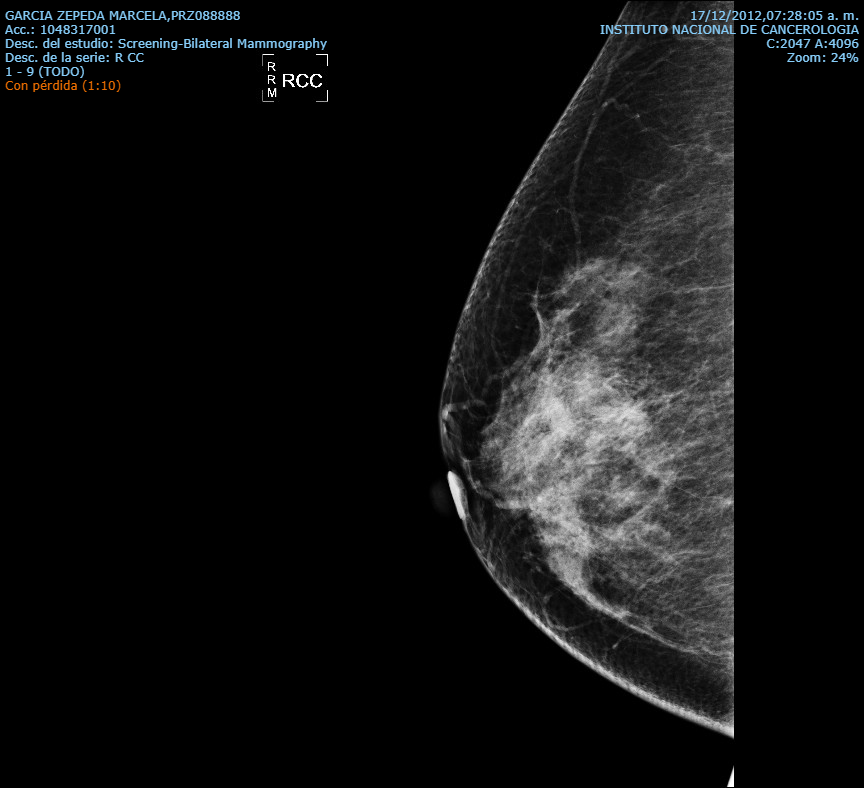 GARCIA ZEPEDA MARCELA,PRZ088888
Acc.: 1048317001
Desc. del estudio: Screening-Bilateral Mammography
Desc. de la serie: R CC
1 - 9 (TODO)
Con pérdida (1:10)
17/12/2012,07:28:05 a. m.
INSTITUTO NACIONAL DE CANCEROLOGIA
C:2047 A:4096
Zoom: 24%
R
R
M
RCC